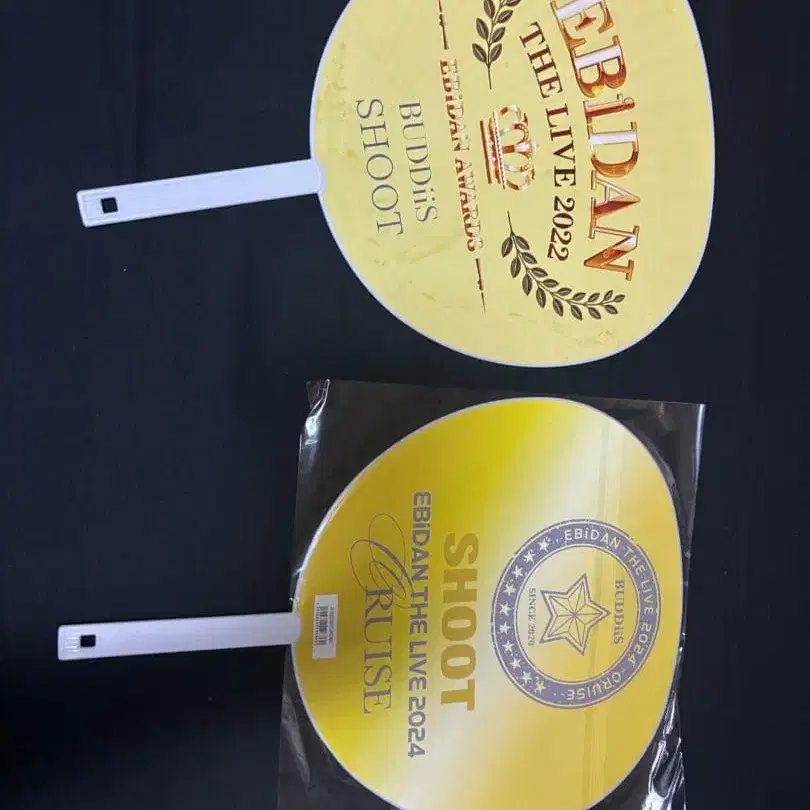 EBiDAN
THE LIVE 2022
EBiDAN AWARDS
BUDDiiS
SHOOT
EBiDAN THE LIVE 2024 CRUISE
BUDDiiS
SINCE 2020
SHOOT
EBiDAN THE LIVE 2024
CRUISE